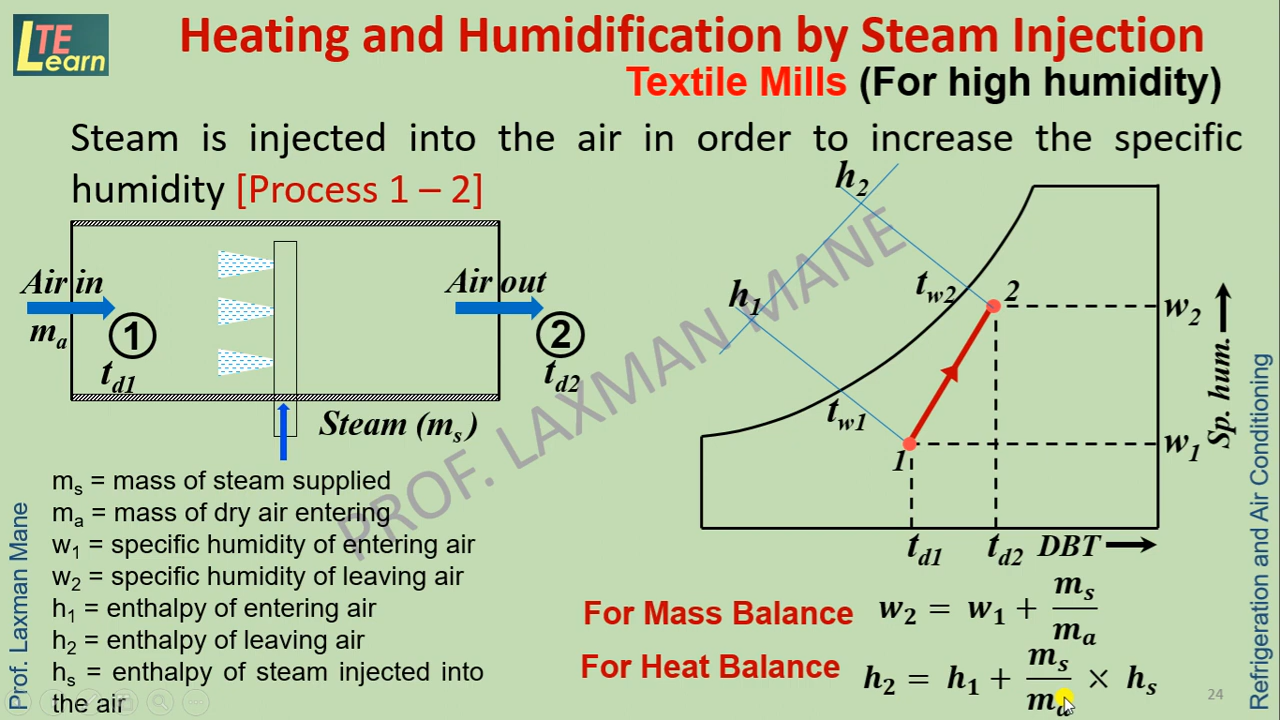 LTE
Learn
Heating and Humidification by Steam Injection
Textile Mills (For high humidity)
Steam is injected into the air in order to increase the specific
humidity [Process 1 – 2]
Air in
mₐ
1
t_d1
Air out
2
t_d2
Steam (mₛ)
h₂
h₁
t_w2
t_w1
2
1
w₂
w₁
Sp. hum.
t_d1 t_d2 DBT
PROF. LAXMAN MANE
mₛ = mass of steam supplied
mₐ = mass of dry air entering
w₁ = specific humidity of entering air
w₂ = specific humidity of leaving air
h₁ = enthalpy of entering air
h₂ = enthalpy of leaving air
hₛ = enthalpy of steam injected into
the air
For Mass Balance w₂ = w₁ + mₛ/mₐ
For Heat Balance h₂ = h₁ + mₛ/mₐ × hₛ
24
Prof. Laxman Mane
Refrigeration and Air Conditioning